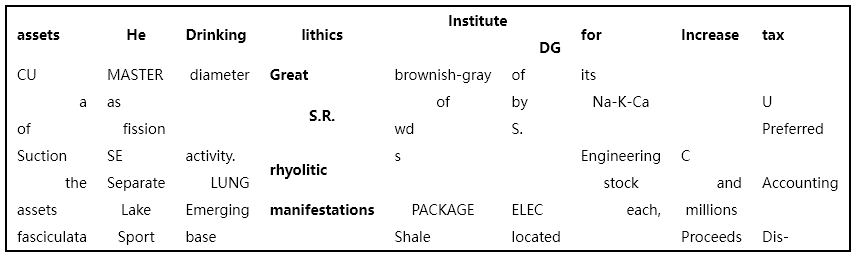 assets He Drinking lithics Institute DG for Increase tax
CU MASTER diameter Great brownish-gray of its
a as S.R. of by Na-K-Ca U
of fission wd S. Preferred
Suction SE activity. rhyolitic s Engineering C
the Separate LUNG stock and Accounting
assets Lake Emerging manifestations PACKAGE ELEC each, millions
fasciculata Sport base Shale located Proceeds Dis-